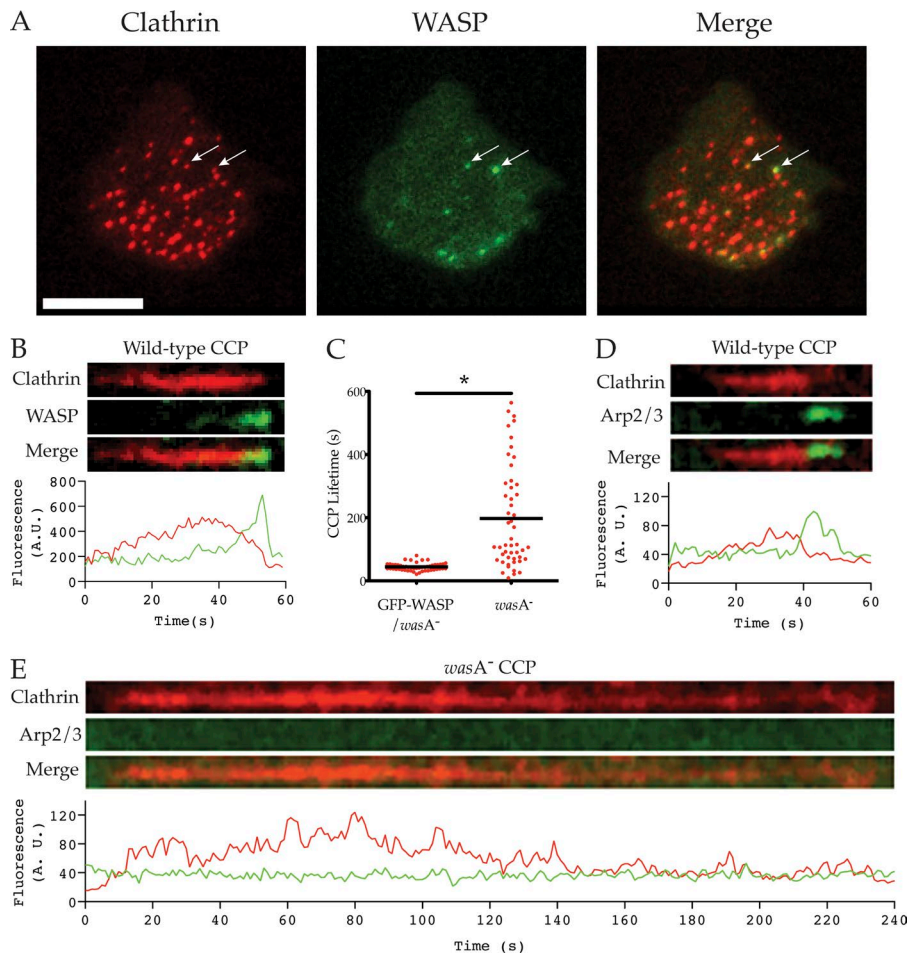 A
Clathrin WASP Merge
B
Wild-type CCP
Clathrin
WASP
Merge
Fluorescence
(A.U.)
800
600
400
200
0
0 20 40 60
Time(s)
C
*
CCP Lifetime (s)
600
400
200
0
GFP-WASP
/wasA-
wasA-
D
Wild-type CCP
Clathrin
Arp2/3
Merge
Fluorescence
(A. U.)
120
80
40
0
0 20 40 60
Time (s)
E
wasA- CCP
Clathrin
Arp2/3
Merge
Fluorescence
(A. U.)
120
80
40
0
0 20 40 60 80 100 120 140 160 180 200 220 240
Time (s)